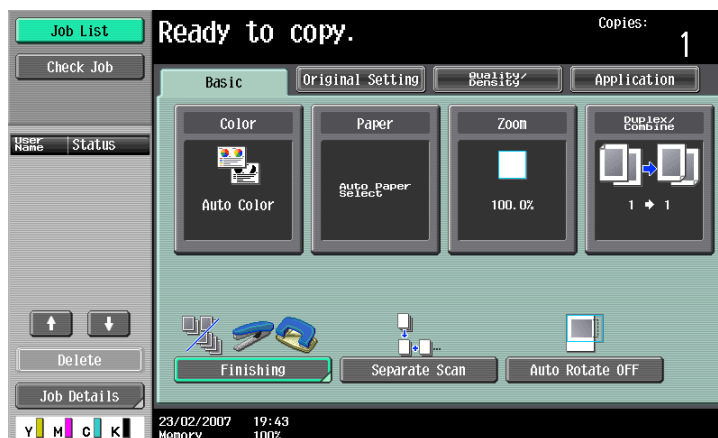 Job List
Ready to copy.
Copies:
1
Check Job
Basic
Original Setting
Quality/
Density
Application
User
Name
Status
Color
Paper
Zoom
Duplex/
Combine
Auto Color
Auto Paper
Select
100.0%
1 → 1
Delete
Finishing
Separate Scan
Auto Rotate OFF
Job Details
Y M C K
23/02/2007 19:43
Memory 100%